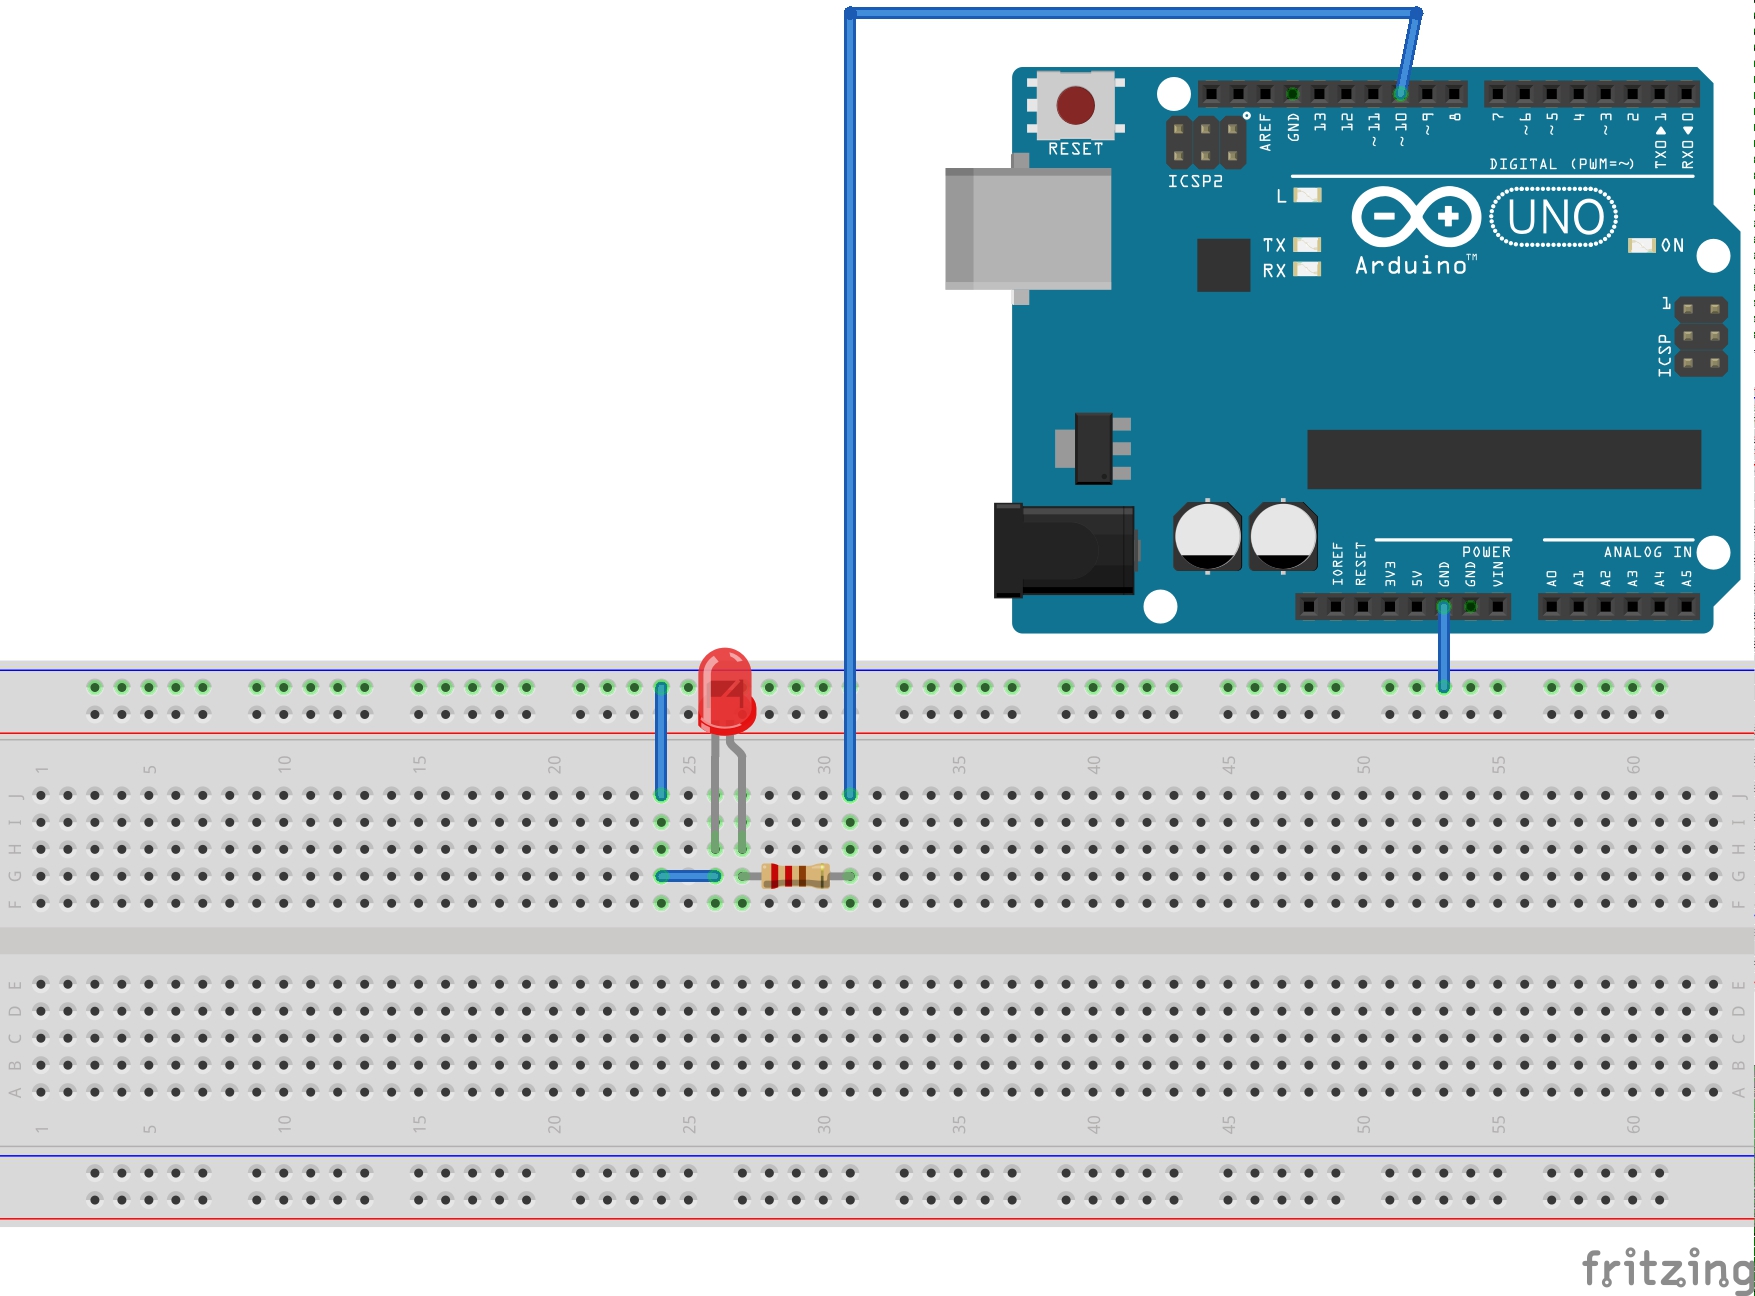 RESET
ICSP2
AREF
GND
13
12
~11
~10
~9
8
7
~6
~5
4
~3
2
TX0▶1
RX0◀0
DIGITAL (PWM=~)
L
TX
RX
UNO
ON
Arduino™
1
ICSP
IOREF
RESET
3V3
5V
GND
GND
VIN
POWER
ANALOG IN
A0
A1
A2
A3
A4
A5
1 5 10 15 20 25 30 35 40 45 50 55 60
J J
I I
H H
G G
F F
E E
D D
C C
B B
A A
1 5 10 15 20 25 30 35 40 45 50 55 60
fritzing